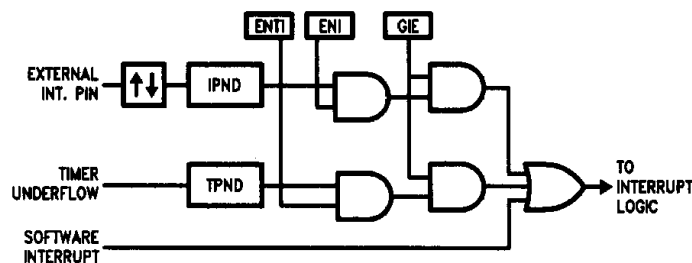 ENTI ENI GIE
EXTERNAL
INT. PIN
IPND
TIMER
UNDERFLOW
TPND
TO
INTERRUPT
LOGIC
SOFTWARE
INTERRUPT